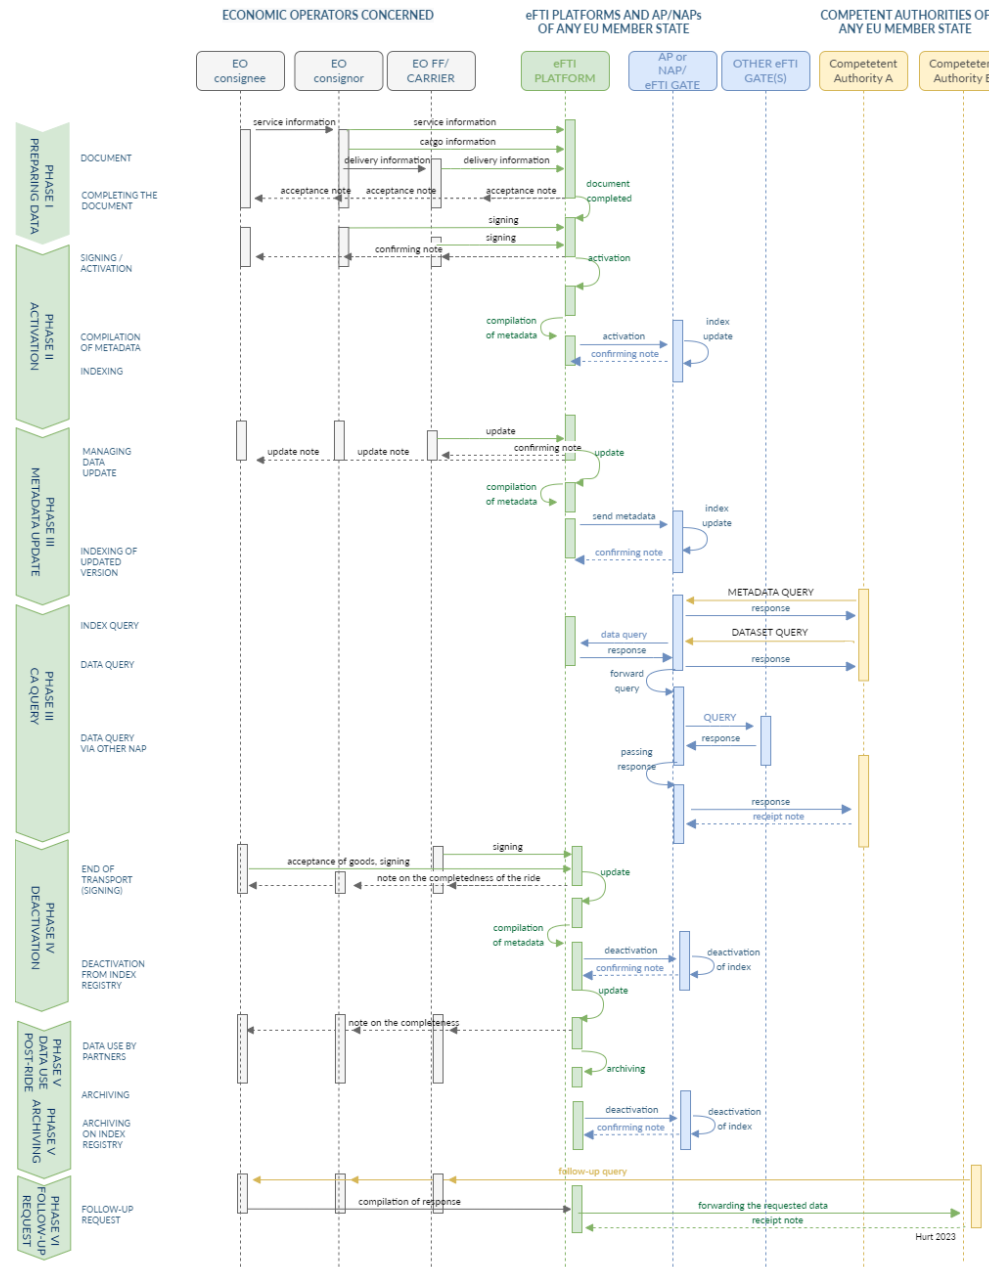 ECONOMIC OPERATORS CONCERNED
eFTI PLATFORMS AND AP/NAPs
OF ANY EU MEMBER STATE
COMPETENT AUTHORITIES OF
ANY EU MEMBER STATE
EO
consignee
EO
consignor
EO FF/
CARRIER
eFTI
PLATFORM
AP or
NAP/
eFTI GATE
OTHER eFTI
GATE(S)
Competetent
Authority A
Competeten
Authority B
PHASE I
PREPARING DATA
DOCUMENT
COMPLETING THE
DOCUMENT
service information
service information
cargo information
delivery information
delivery information
acceptance note
acceptance note
acceptance note
document
completed
signing
signing
confirming note
activation
PHASE II
ACTIVATION
SIGNING /
ACTIVATION
COMPILATION
OF METADATA
INDEXING
compilation
of metadata
activation
confirming note
index
update
PHASE III
METADATA UPDATE
MANAGING
DATA
UPDATE
INDEXING OF
UPDATED
VERSION
update
confirming note
update note
update note
update
compilation
of metadata
send metadata
confirming note
index
update
PHASE III
CA QUERY
INDEX QUERY
DATA QUERY
DATA QUERY
VIA OTHER NAP
METADATA QUERY
response
DATASET QUERY
data query
response
response
forward
query
QUERY
response
passing
response
response
receipt note
PHASE IV
DEACTIVATION
END OF
TRANSPORT
(SIGNING)
DEACTIVATION
FROM INDEX
REGISTRY
signing
acceptance of goods, signing
note on the completedness of the ride
update
compilation
of metadata
deactivation
confirming note
deactivation
of index
update
PHASE V
DATA USE
POST-RIDE
PHASE V
ARCHIVING
DATA USE BY
PARTNERS
ARCHIVING
ARCHIVING
ON INDEX
REGISTRY
note on the completeness
archiving
deactivation
confirming note
deactivation
of index
PHASE VI
FOLLOW-UP
REQUEST
FOLLOW-UP
REQUEST
follow-up query
compilation of response
forwarding the requested data
receipt note
Hurt 2023